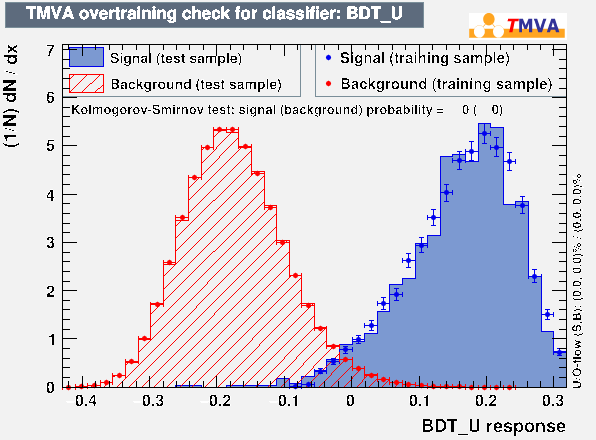 TMVA overtraining check for classifier: BDT_U
TMVA
Signal (test sample)
Background (test sample)
Signal (training sample)
Background (training sample)
Kolmogorov-Smirnov test: signal (background) probability = 0 ( 0)
(1/N) dN / dx
7
6
5
4
3
2
1
0
−0.4 −0.3 −0.2 −0.1 0 0.1 0.2 0.3
BDT_U response
U/O-flow (S,B): (0.0, 0.0)% / (0.0, 0.0)%